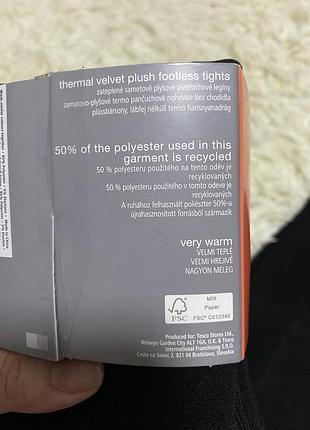 thermal velvet plush footless tights
zateplené sametové plyšové punčochové legíny
zamatovo-plyšové termo pančuchové nohavice bez chodidla
plüssbársony, lábfej nélküli termo harisnyanadrág
50% of the polyester used in this
garment is recycled
50 % polyesteru použitého na tento oděv je
recyklovaných
50 % polyesteru použitého v tomto odeve je
recyklovaných
A ruhához felhasznált poliészter 50%-a
újrahasznosított forrásból származik
very warm
VELMI TEPLÉ
VEĽMI HREJIVÉ
NAGYON MELEG
FSC
MIX
Paper
FSC® C012345
Produced for: Tesco Stores Ltd.,
Welwyn Garden City AL7 1GA, U.K. & Tesco
International Franchising S.R.O.
Cesta na Senec 2, 821 04 Bratislava, Slovakia